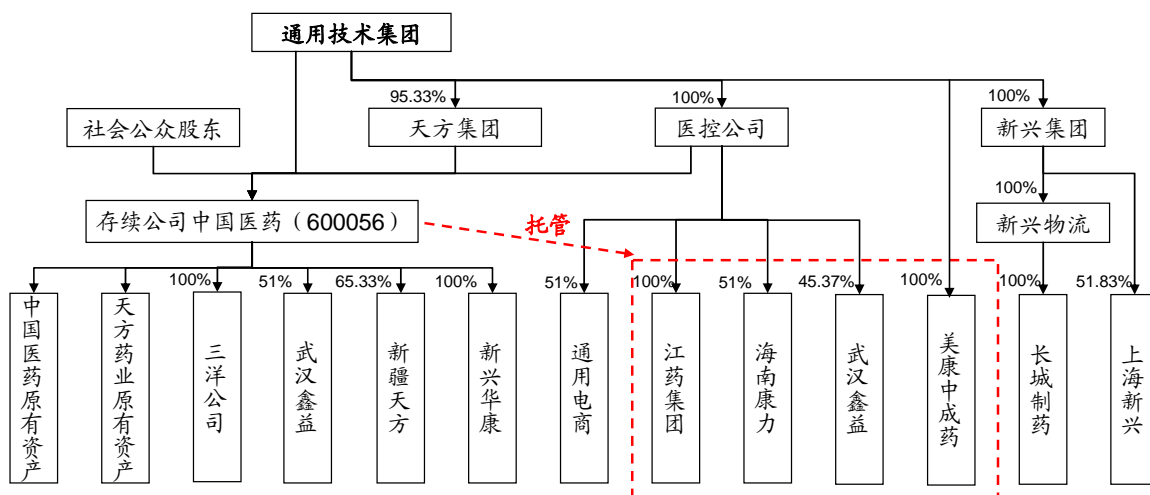 通用技术集团
95.33%
100%
100%
社会公众股东
天方集团
医控公司
新兴集团
100%
存续公司中国医药（600056）
托管
新兴物流
100%
51%
65.33%
100%
51%
100%
51%
45.37%
100%
100%
51.83%
中国医药原有资产
天方药业原有资产
三洋公司
武汉鑫益
新疆天方
新兴华康
通用电商
江药集团
海南康力
武汉鑫益
美康中成药
长城制药
上海新兴